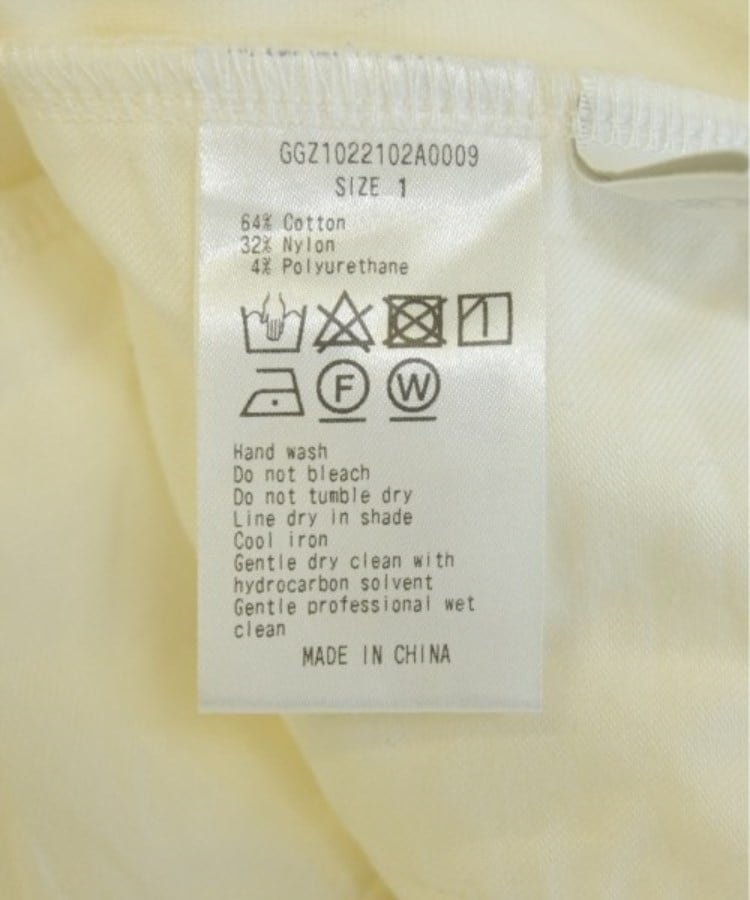 GGZ1022102A0009
SIZE 1
64% Cotton
32% Nylon
4% Polyurethane
F W
Hand wash
Do not bleach
Do not tumble dry
Line dry in shade
Cool iron
Gentle dry clean with
hydrocarbon solvent
Gentle professional wet
clean
MADE IN CHINA